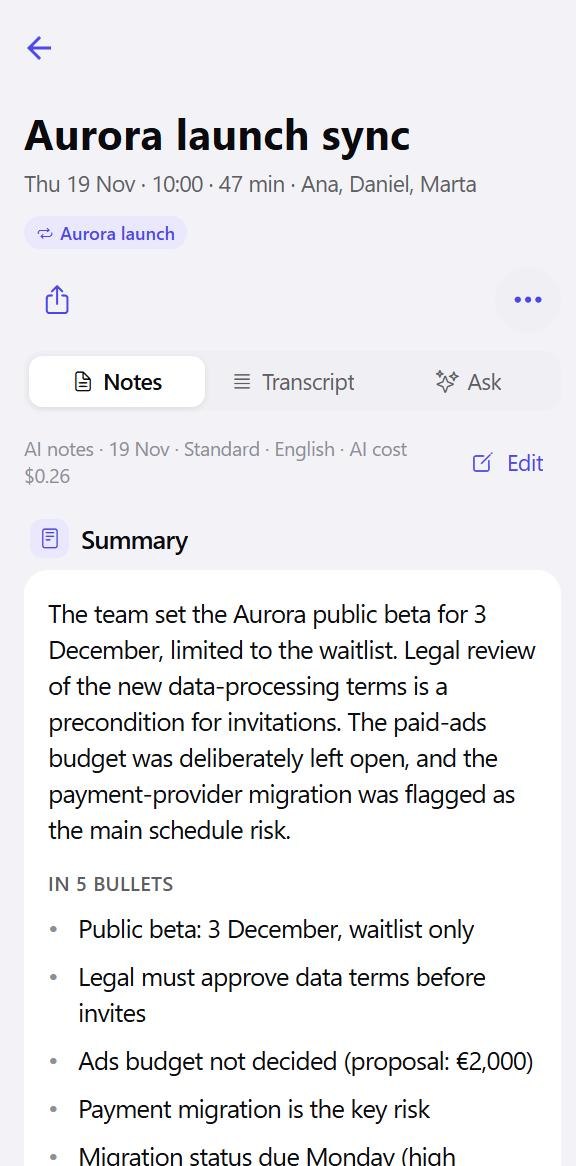 Aurora launch sync
Thu 19 Nov · 10:00 · 47 min · Ana, Daniel, Marta
Aurora launch
Notes
Transcript
Ask
AI notes · 19 Nov · Standard · English · AI cost
$0.26
Edit
Summary
The team set the Aurora public beta for 3
December, limited to the waitlist. Legal review
of the new data-processing terms is a
precondition for invitations. The paid-ads
budget was deliberately left open, and the
payment-provider migration was flagged as
the main schedule risk.
IN 5 BULLETS
• Public beta: 3 December, waitlist only
• Legal must approve data terms before
invites
• Ads budget not decided (proposal: €2,000)
• Payment migration is the key risk
• Migration status due Monday (high